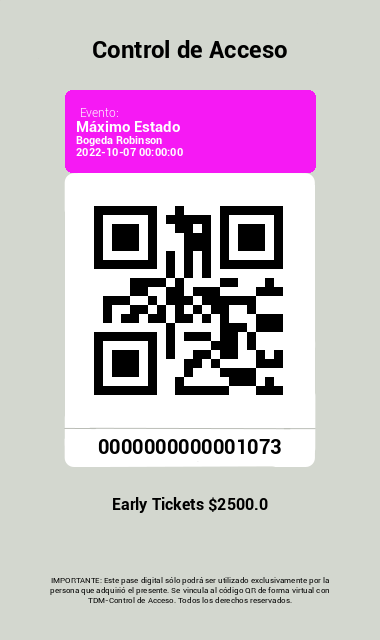 Control de Acceso
Evento:
Máximo Estado
Bogeda Robinson
2022-10-07 00:00:00
0000000000001073
Early Tickets $2500.0
IMPORTANTE: Este pase digital sólo podrá ser utilizado exclusivamente por la
persona que adquirió el presente. Se vincula al código QR de forma virtual con
TDM-Control de Acceso. Todos los derechos reservados.